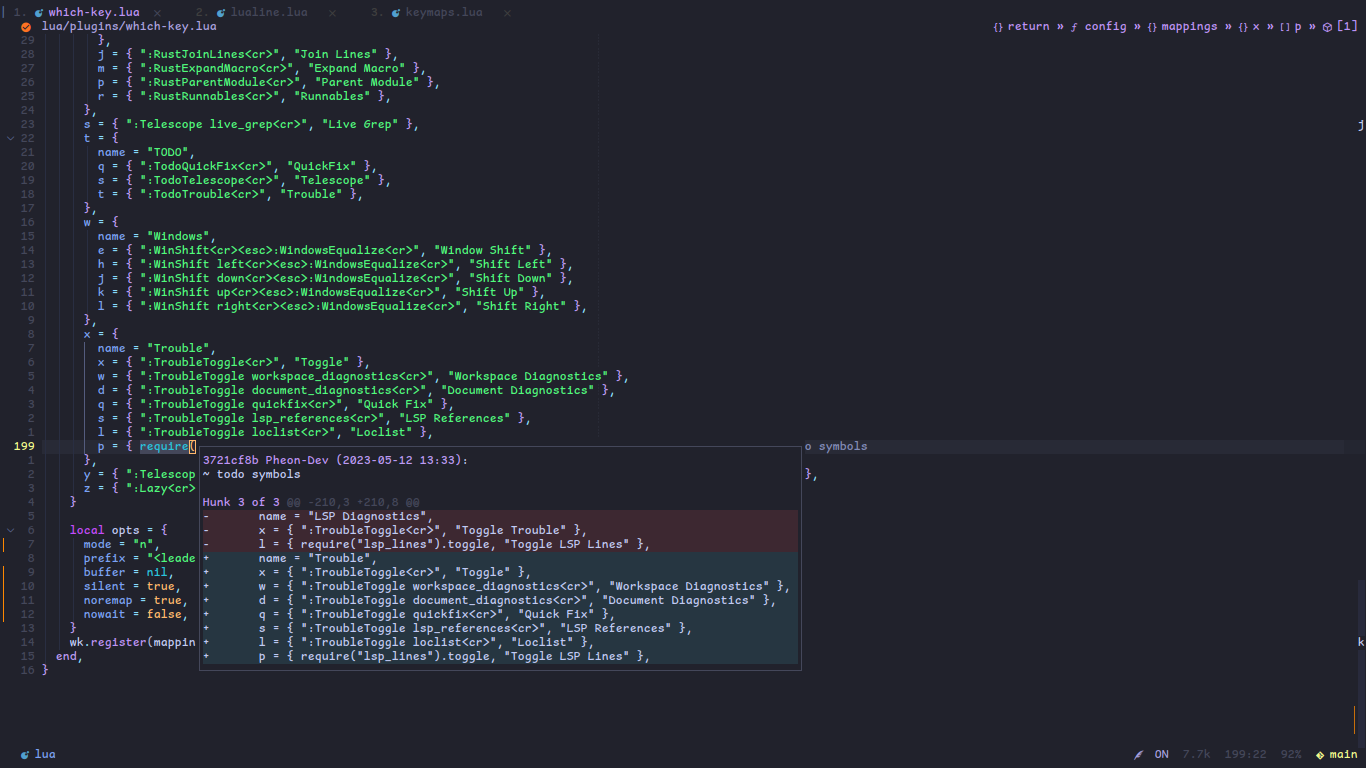 1. which-key.lua × 2. lualine.lua × 3. keymaps.lua ×
lua/plugins/which-key.lua {} return » ƒ config » {} mappings » {} x » [] p » [1]
29 },
28 j = { ":RustJoinLines<cr>", "Join Lines" },
27 m = { ":RustExpandMacro<cr>", "Expand Macro" },
26 p = { ":RustParentModule<cr>", "Parent Module" },
25 r = { ":RustRunnables<cr>", "Runnables" },
24 },
23 s = { ":Telescope live_grep<cr>", "Live Grep" }, j
22 t = {
21 name = "TODO",
20 q = { ":TodoQuickFix<cr>", "QuickFix" },
19 s = { ":TodoTelescope<cr>", "Telescope" },
18 t = { ":TodoTrouble<cr>", "Trouble" },
17 },
16 w = {
15 name = "Windows",
14 e = { ":WinShift<cr><esc>:WindowsEqualize<cr>", "Window Shift" },
13 h = { ":WinShift left<cr><esc>:WindowsEqualize<cr>", "Shift Left" },
12 j = { ":WinShift down<cr><esc>:WindowsEqualize<cr>", "Shift Down" },
11 k = { ":WinShift up<cr><esc>:WindowsEqualize<cr>", "Shift Up" },
10 l = { ":WinShift right<cr><esc>:WindowsEqualize<cr>", "Shift Right" },
9 },
8 x = {
7 name = "Trouble",
6 x = { ":TroubleToggle<cr>", "Toggle" },
5 w = { ":TroubleToggle workspace_diagnostics<cr>", "Workspace Diagnostics" },
4 d = { ":TroubleToggle document_diagnostics<cr>", "Document Diagnostics" },
3 q = { ":TroubleToggle quickfix<cr>", "Quick Fix" },
2 s = { ":TroubleToggle lsp_references<cr>", "LSP References" },
1 l = { ":TroubleToggle loclist<cr>", "Loclist" },
199 p = { require( o symbols
1 },
2 y = { ":Telescop },
3 z = { ":Lazy<cr>
4 }
5
6 local opts = {
7 mode = "n",
8 prefix = "<leade
9 buffer = nil,
10 silent = true,
11 noremap = true,
12 nowait = false,
13 }
14 wk.register(mappin k
15 end,
16 }
3721cf8b Pheon-Dev (2023-05-12 13:33):
~ todo symbols
Hunk 3 of 3 @@ -210,3 +210,8 @@
- name = "LSP Diagnostics",
- x = { ":TroubleToggle<cr>", "Toggle Trouble" },
- l = { require("lsp_lines").toggle, "Toggle LSP Lines" },
+ name = "Trouble",
+ x = { ":TroubleToggle<cr>", "Toggle" },
+ w = { ":TroubleToggle workspace_diagnostics<cr>", "Workspace Diagnostics" },
+ d = { ":TroubleToggle document_diagnostics<cr>", "Document Diagnostics" },
+ q = { ":TroubleToggle quickfix<cr>", "Quick Fix" },
+ s = { ":TroubleToggle lsp_references<cr>", "LSP References" },
+ l = { ":TroubleToggle loclist<cr>", "Loclist" },
+ p = { require("lsp_lines").toggle, "Toggle LSP Lines" },
lua ON 7.7k 199:22 92% main